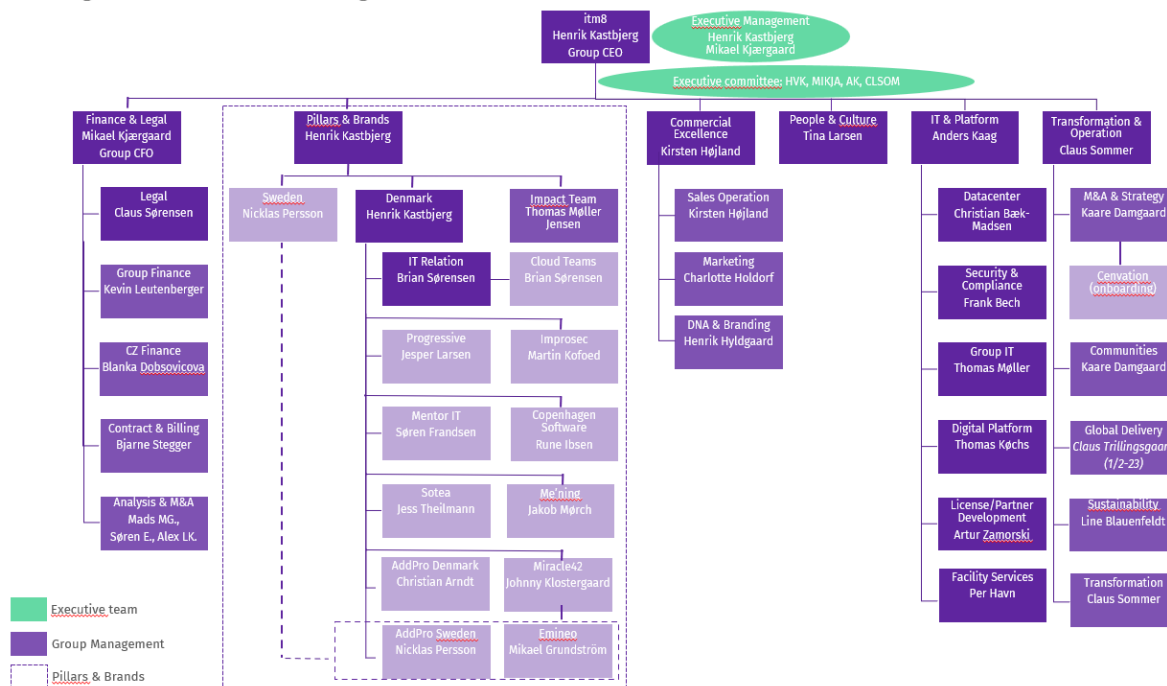 itm8
Henrik Kastbjerg
Group CEO
Executive Management
Henrik Kastbjerg
Mikael Kjærgaard
Executive committee: HVK, MIKJA, AK, CLSOM
Finance & Legal
Mikael Kjærgaard
Group CFO
Pillars & Brands
Henrik Kastbjerg
Commercial
Excellence
Kirsten Højland
People & Culture
Tina Larsen
IT & Platform
Anders Kaag
Transformation &
Operation
Claus Sommer
Legal
Claus Sørensen
Group Finance
Kevin Leutenberger
CZ Finance
Blanka Dobsovicova
Contract & Billing
Bjarne Stegger
Analysis & M&A
Mads MG.,
Søren E., Alex LK.
Sweden
Nicklas Persson
Denmark
Henrik Kastbjerg
Impact Team
Thomas Møller
Jensen
IT Relation
Brian Sørensen
Cloud Teams
Brian Sørensen
Progressive
Jesper Larsen
Improsec
Martin Kofoed
Mentor IT
Søren Frandsen
Copenhagen
Software
Rune Ibsen
Sotea
Jess Theilmann
Me'ning
Jakob Mørch
AddPro Denmark
Christian Arndt
Miracle42
Johnny Klostergaard
AddPro Sweden
Nicklas Persson
Emineo
Mikael Grundström
Sales Operation
Kirsten Højland
Marketing
Charlotte Holdorf
DNA & Branding
Henrik Hyldgaard
Datacenter
Christian Bæk-
Madsen
Security &
Compliance
Frank Bech
Group IT
Thomas Møller
Digital Platform
Thomas Køchs
License/Partner
Development
Artur Zamorski
Facility Services
Per Havn
M&A & Strategy
Kaare Damgaard
Cenvation
(onboarding)
Communities
Kaare Damgaard
Global Delivery
Claus Trillingsgaar
(1/2-23)
Sustainability
Line Blauenfeldt
Transformation
Claus Sommer
Executive team
Group Management
Pillars & Brands